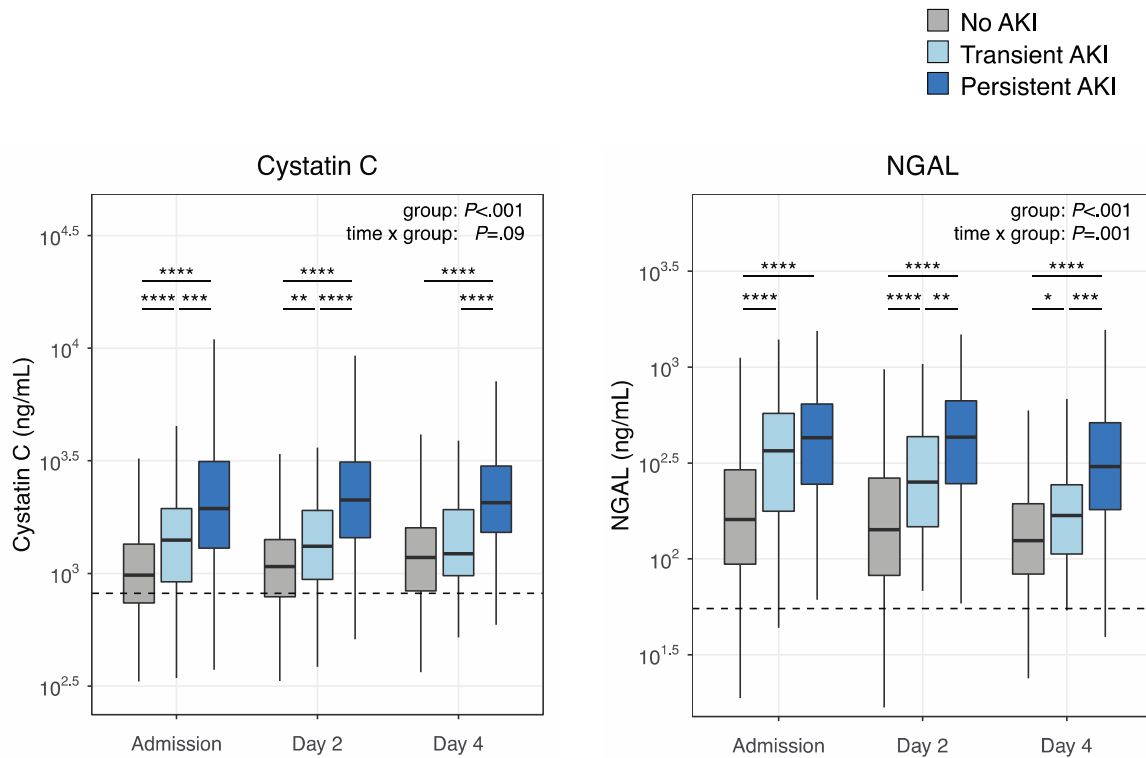 No AKI
Transient AKI
Persistent AKI
Cystatin C
group: P<.001
time x group: P=.09
10^4.5
10^4
10^3.5
10^3
10^2.5
Cystatin C (ng/mL)
**** **** ****
**** *** ** **** ****
Admission Day 2 Day 4
NGAL
group: P<.001
time x group: P=.001
10^3.5
10^3
10^2.5
10^2
10^1.5
NGAL (ng/mL)
**** **** ****
**** **** ** * ***
Admission Day 2 Day 4